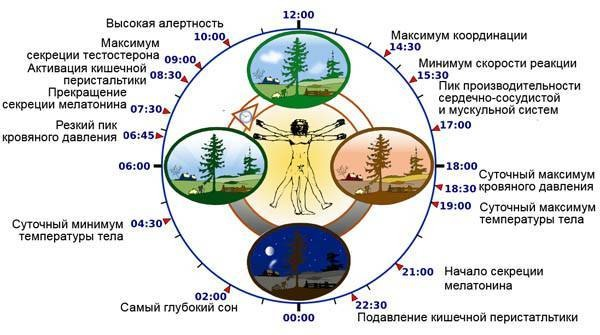 12:00
Высокая алертность
10:00
Максимум
секреции тестостерона
09:00
Активация кишечной
перистальтики
08:30
Прекращение
секреции мелатонина
07:30
Резкий пик
кровяного давления
06:45
06:00
Суточный минимум
температуры тела
04:30
Самый глубокий сон
02:00
00:00
Максимум координации
14:30
Минимум скорости реакции
15:30
Пик производительности
сердечно-сосудистой
и мускульной систем
17:00
18:00
Суточный максимум
кровяного давления
18:30
19:00
Суточный максимум
температуры тела
21:00
Начало секреции
мелатонина
22:30
Подавление кишечной перистатльтики